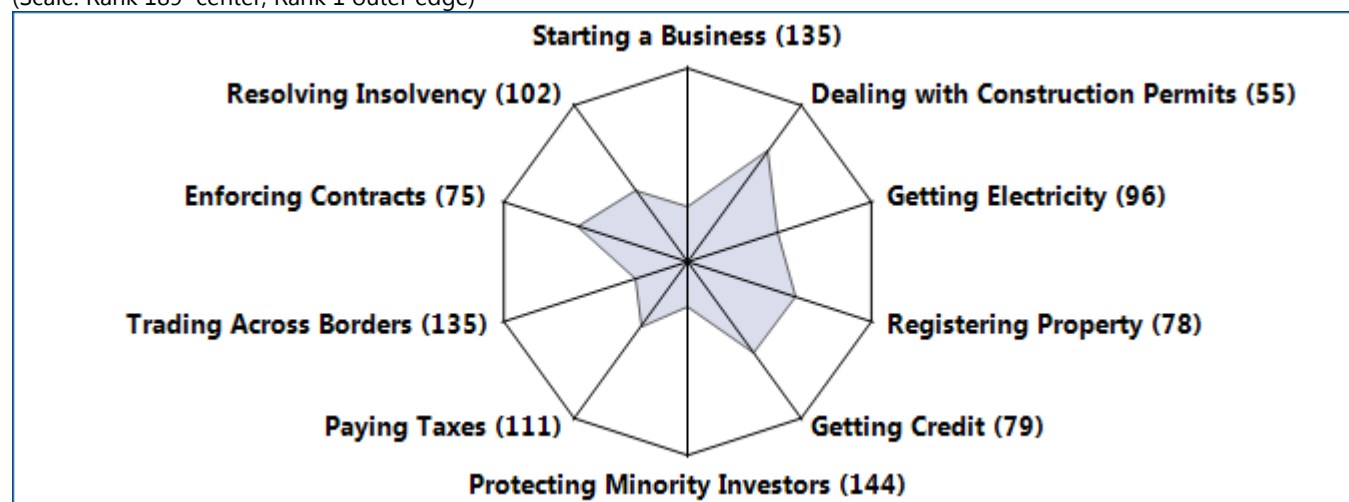 (Scale: Rank 189 center, Rank 1 outer edge)
Starting a Business (135)
Resolving Insolvency (102)
Dealing with Construction Permits (55)
Enforcing Contracts (75)
Getting Electricity (96)
Trading Across Borders (135)
Registering Property (78)
Paying Taxes (111)
Getting Credit (79)
Protecting Minority Investors (144)